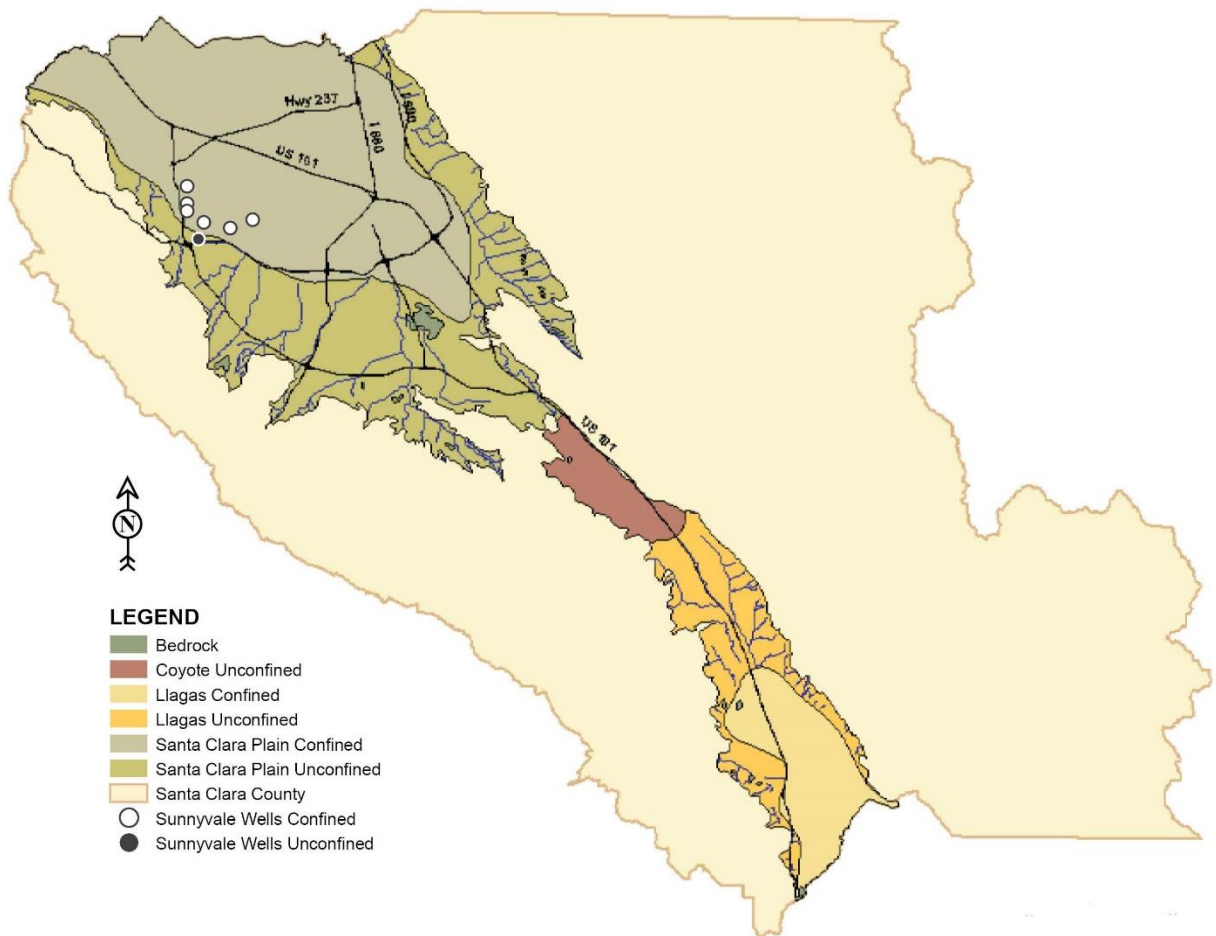 Hwy 237
I 680
I 880
US 101
US 101
N
LEGEND
Bedrock
Coyote Unconfined
Llagas Confined
Llagas Unconfined
Santa Clara Plain Confined
Santa Clara Plain Unconfined
Santa Clara County
Sunnyvale Wells Confined
Sunnyvale Wells Unconfined